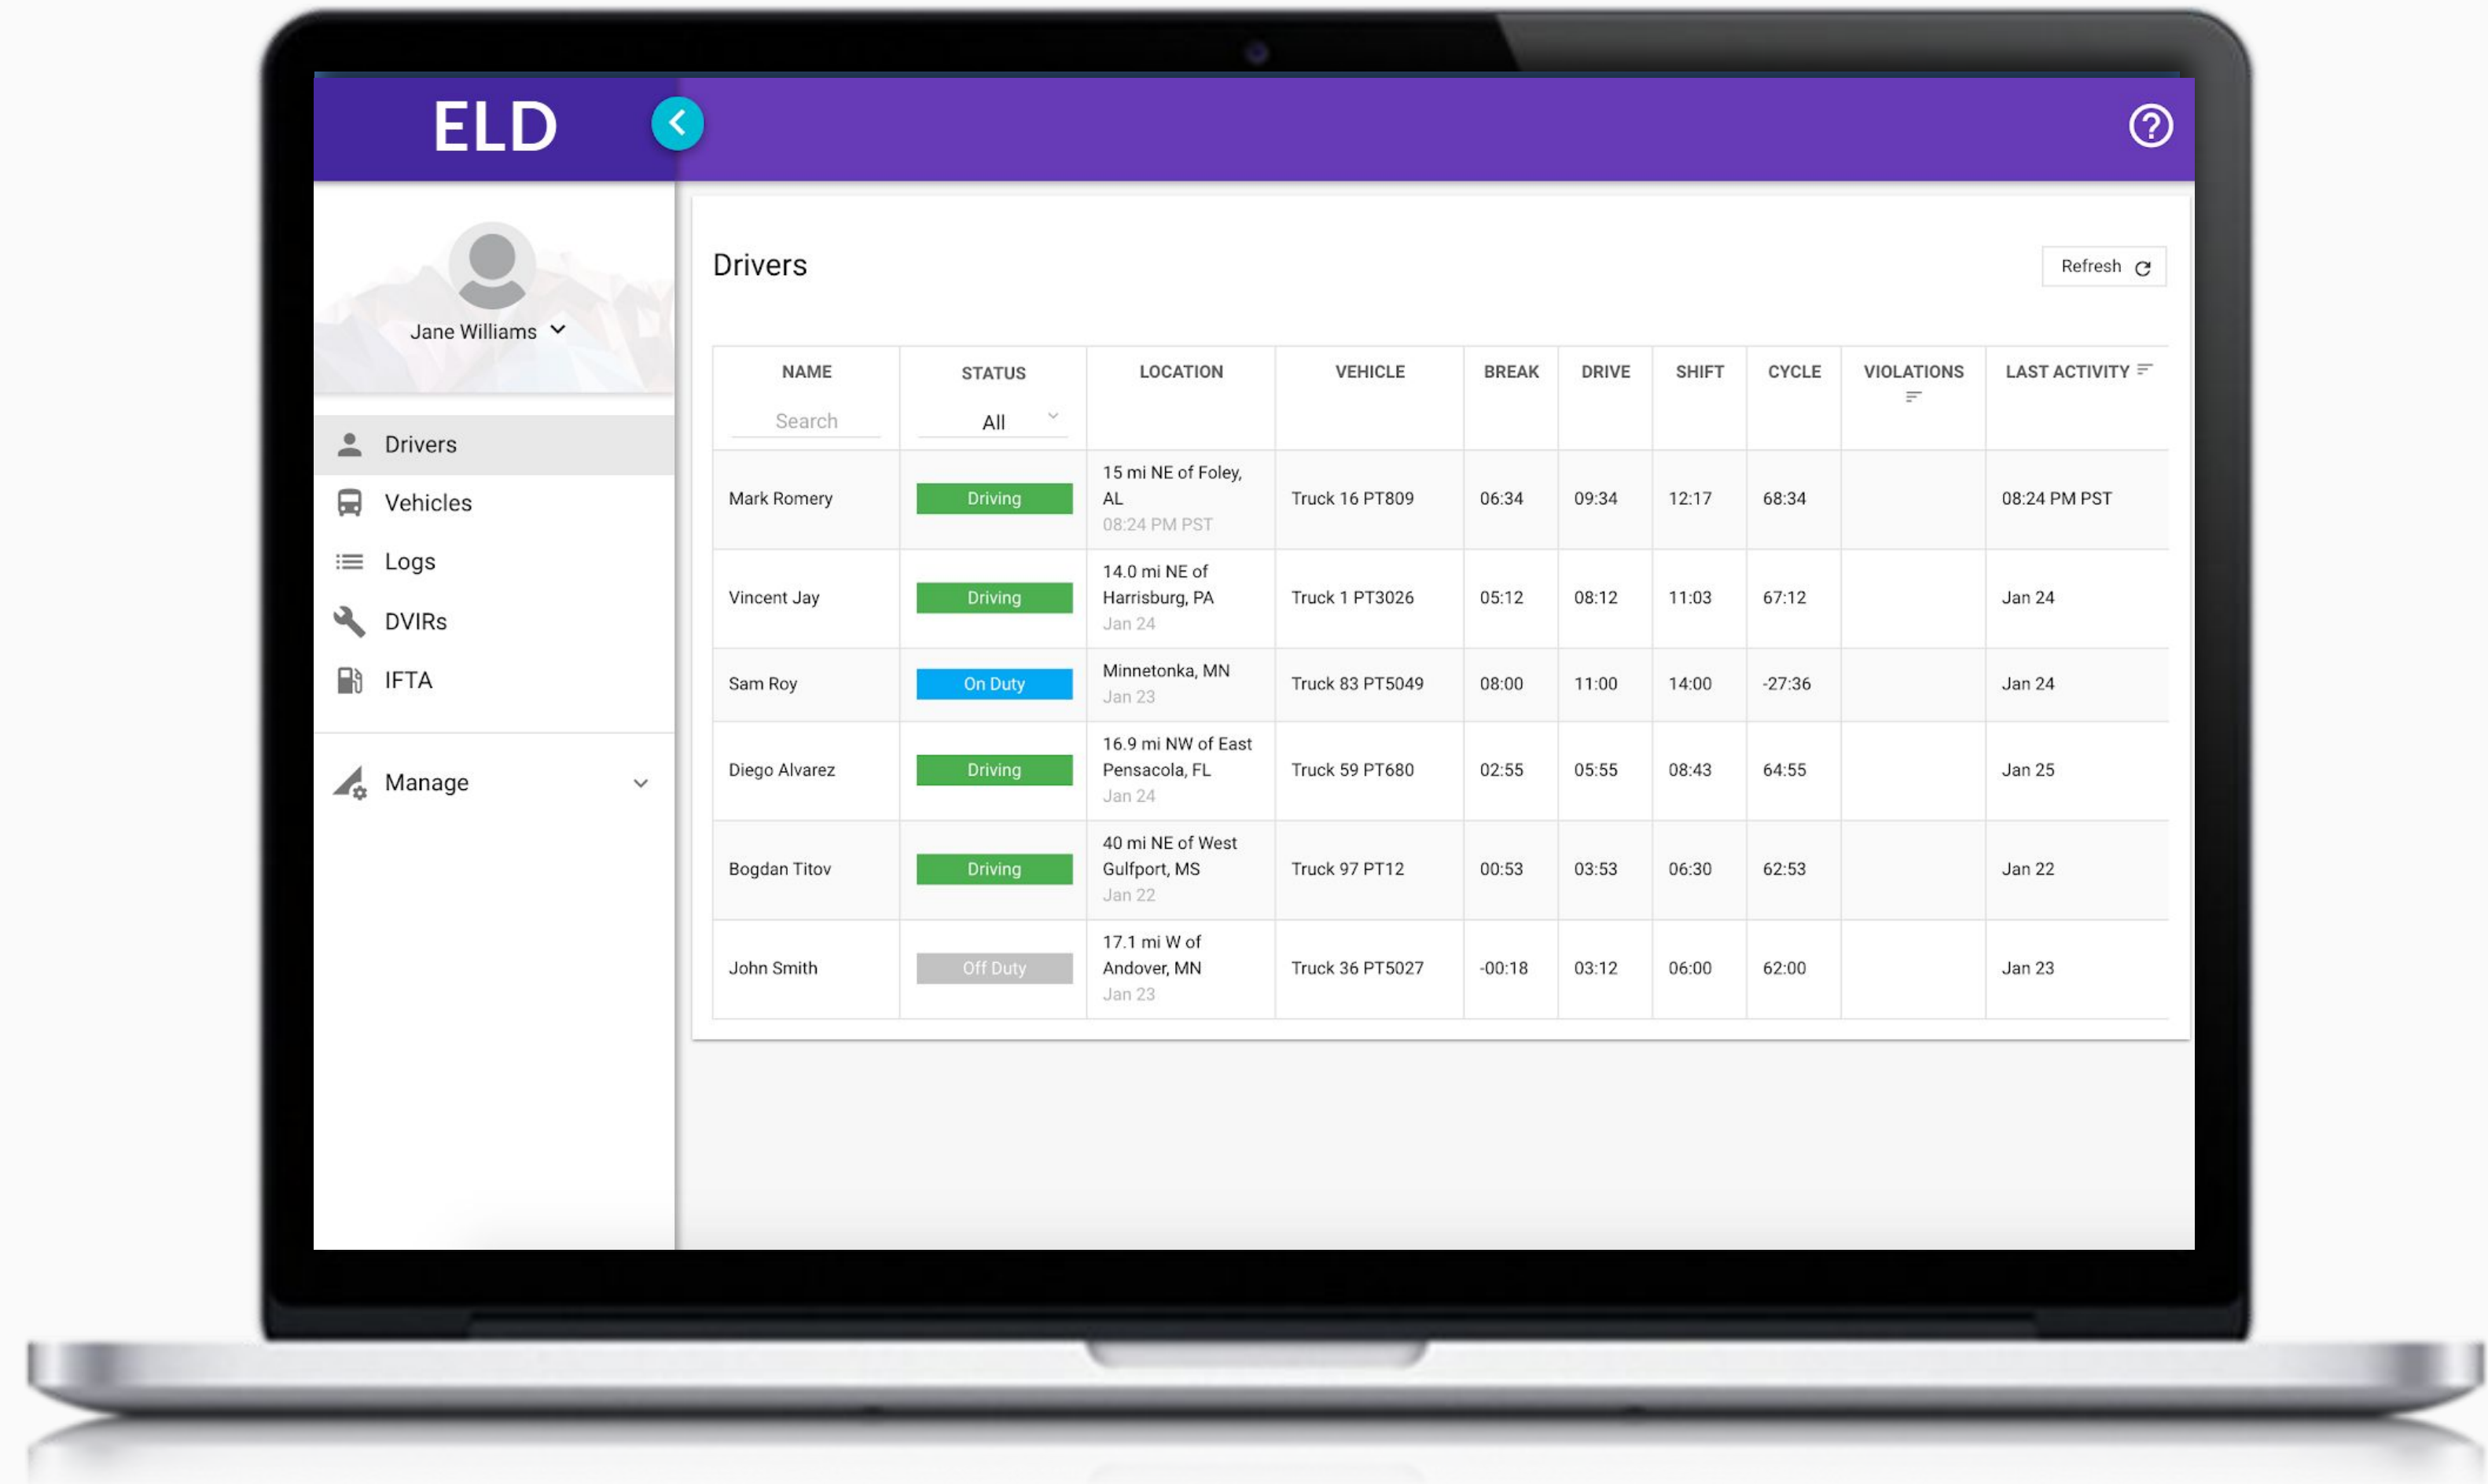 ELD
Jane Williams
Drivers
Vehicles
Logs
DVIRs
IFTA
Manage
Drivers
Refresh
NAME STATUS LOCATION VEHICLE BREAK DRIVE SHIFT CYCLE VIOLATIONS LAST ACTIVITY
Search All
15 mi NE of Foley,
Mark Romery Driving AL Truck 16 PT809 06:34 09:34 12:17 68:34 08:24 PM PST
08:24 PM PST
14.0 mi NE of
Vincent Jay Driving Harrisburg, PA Truck 1 PT3026 05:12 08:12 11:03 67:12 Jan 24
Jan 24
Minnetonka, MN
Sam Roy On Duty Truck 83 PT5049 08:00 11:00 14:00 -27:36 Jan 24
Jan 23
16.9 mi NW of East
Diego Alvarez Driving Pensacola, FL Truck 59 PT680 02:55 05:55 08:43 64:55 Jan 25
Jan 24
40 mi NE of West
Bogdan Titov Driving Gulfport, MS Truck 97 PT12 00:53 03:53 06:30 62:53 Jan 22
Jan 22
17.1 mi W of
John Smith Off Duty Andover, MN Truck 36 PT5027 -00:18 03:12 06:00 62:00 Jan 23
Jan 23